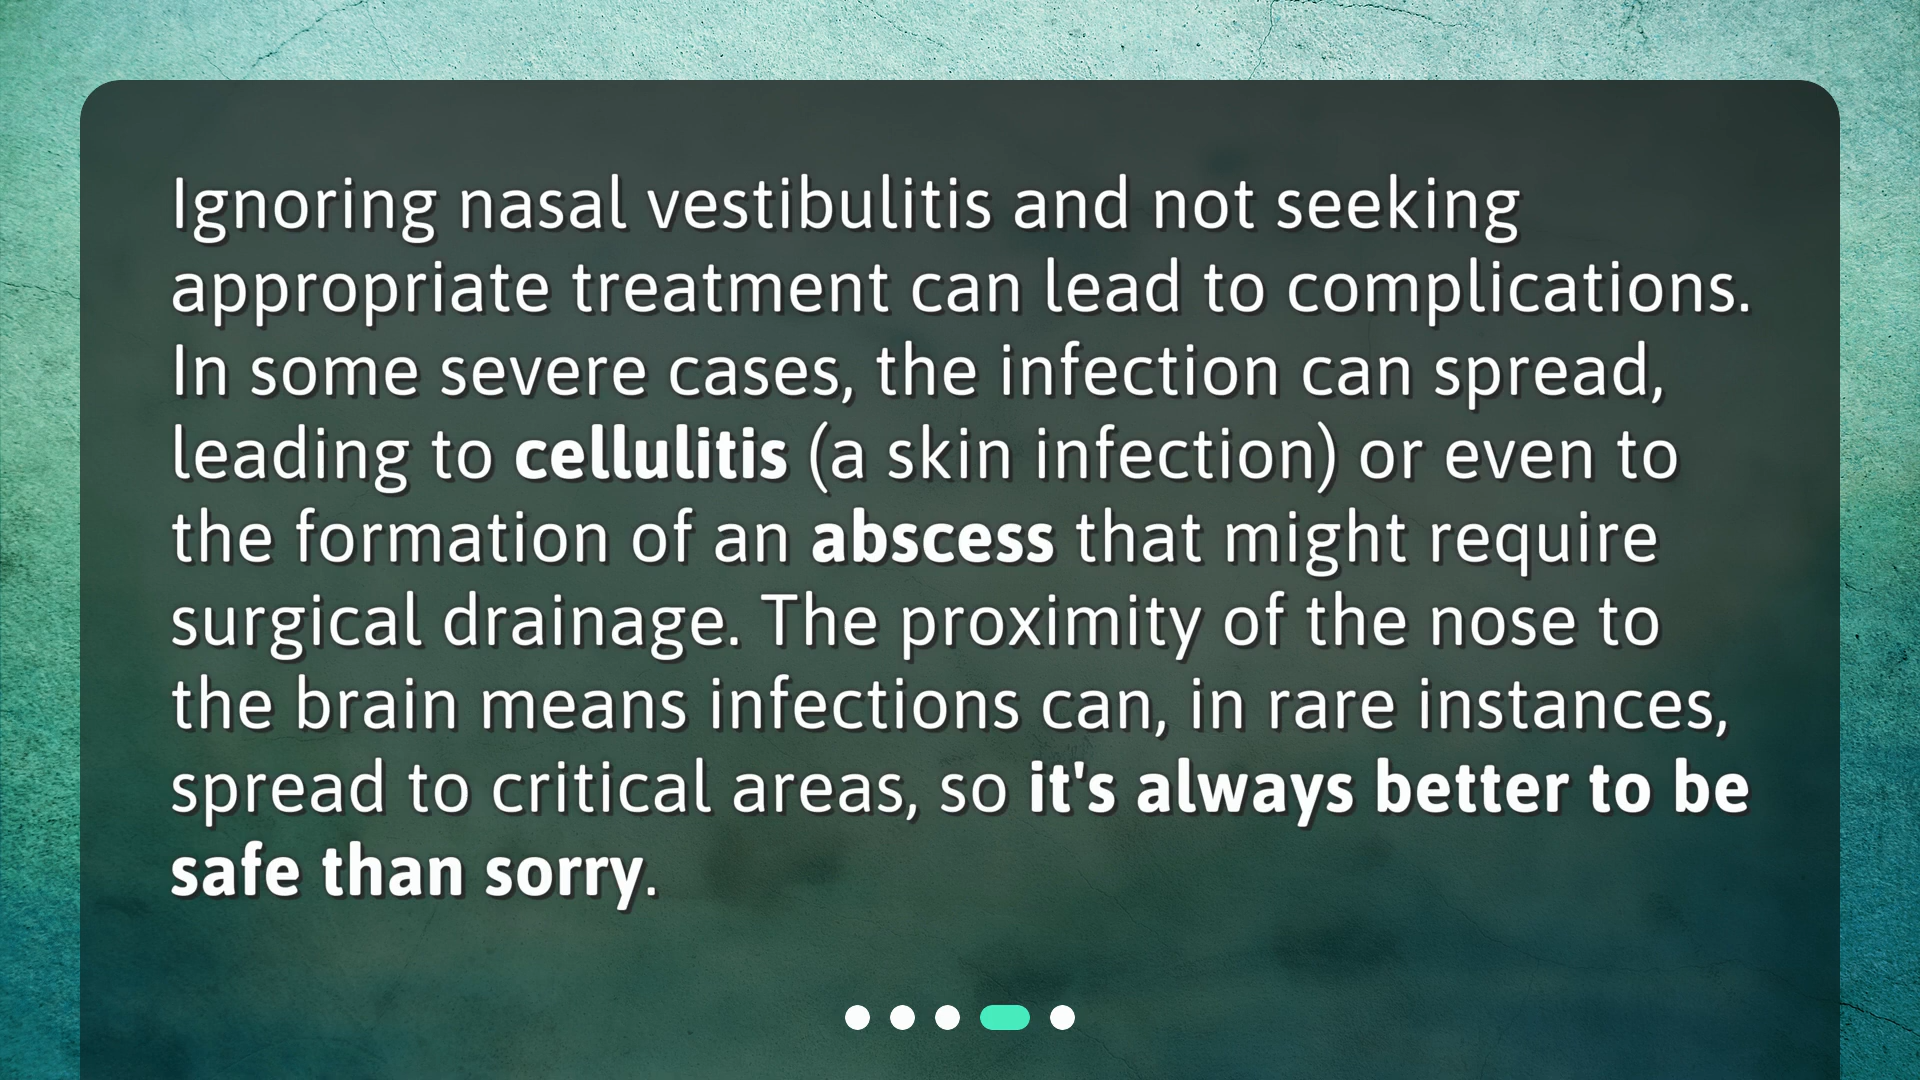 Ignoring nasal vestibulitis and not seeking
appropriate treatment can lead to complications.
In some severe cases, the infection can spread,
leading to cellulitis (a skin infection) or even to
the formation of an abscess that might require
surgical drainage. The proximity of the nose to
the brain means infections can, in rare instances,
spread to critical areas, so it's always better to be
safe than sorry.